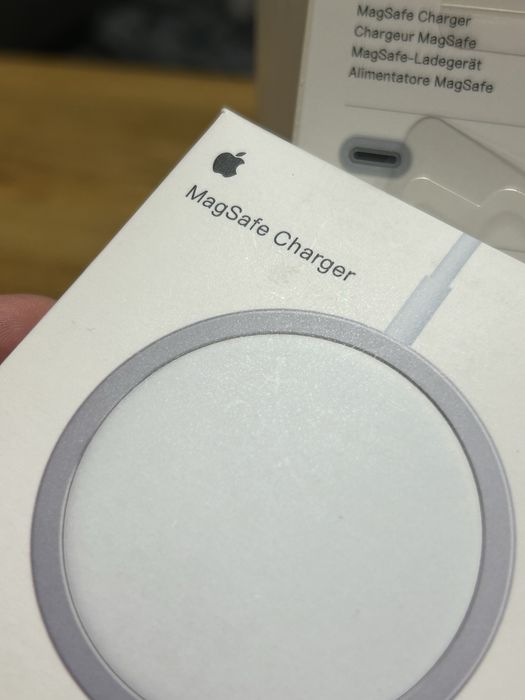 MagSafe Charger
Chargeur MagSafe
MagSafe-Ladegerät
Alimentatore MagSafe
MagSafe Charger